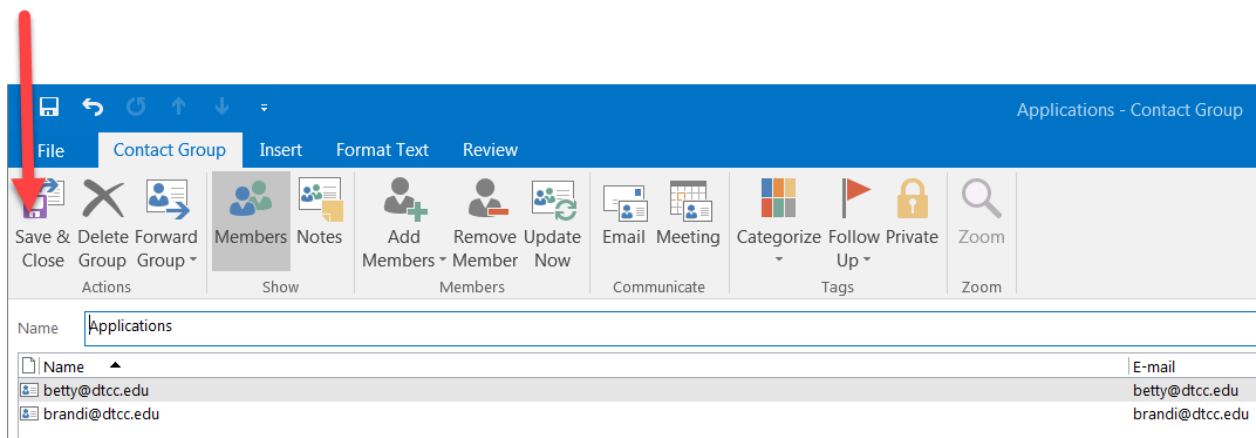 Applications - Contact Group
File Contact Group Insert Format Text Review
Save & Delete Forward Members Notes Add Remove Update Email Meeting Categorize Follow Private Zoom
Close Group Group Members Member Now Up
Actions Show Members Communicate Tags Zoom
Name Applications
Name E-mail
betty@dtcc.edu betty@dtcc.edu
brandi@dtcc.edu brandi@dtcc.edu